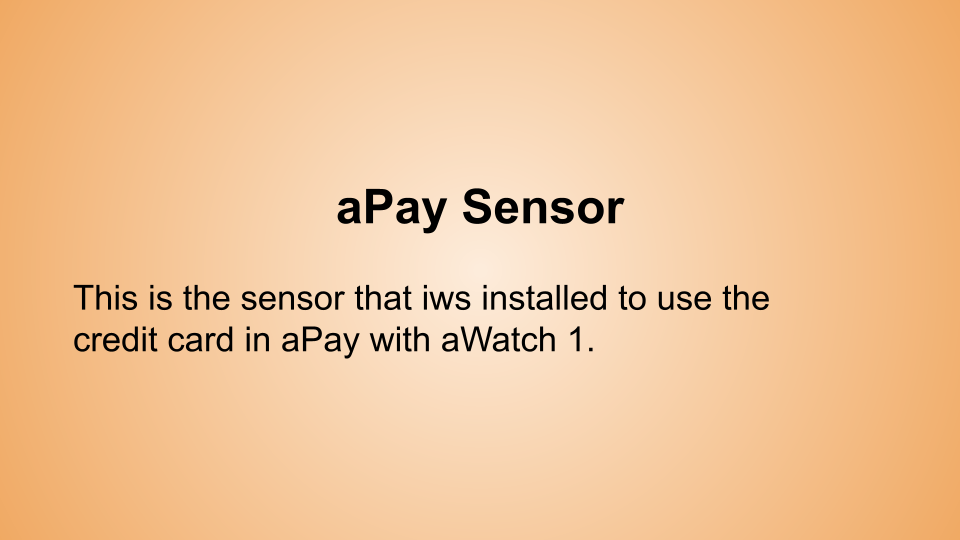 aPay Sensor
This is the sensor that iws installed to use the
credit card in aPay with aWatch 1.